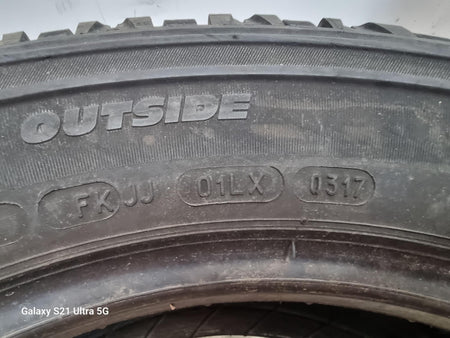 OUTSIDE
FK JJ 01LX 0317
Galaxy S21 Ultra 5G